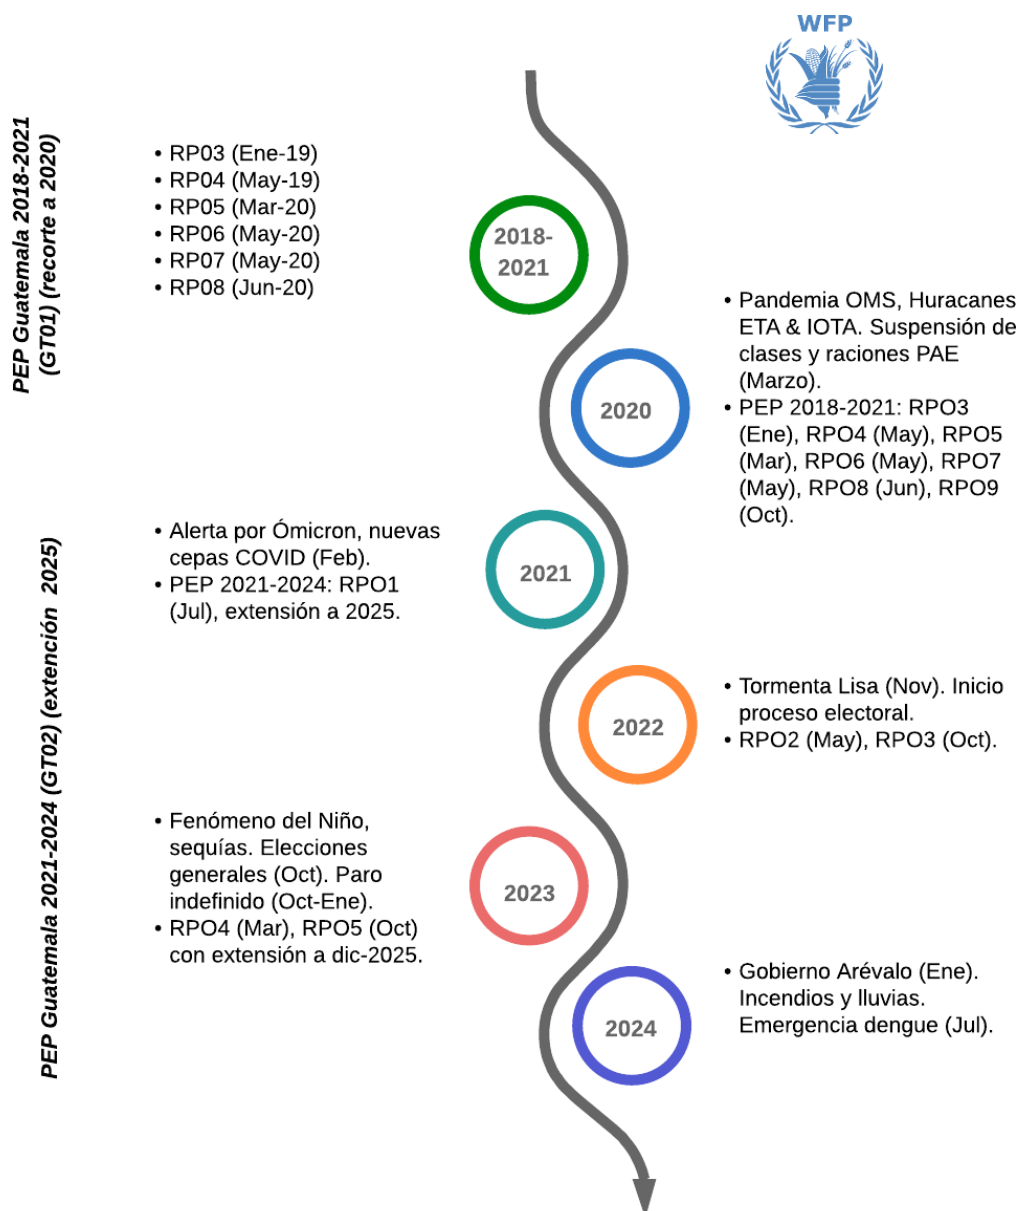 WFP
PEP Guatemala 2018-2021
(GT01) (recorte a 2020)
• RP03 (Ene-19)
• RP04 (May-19)
• RP05 (Mar-20)
• RP06 (May-20)
• RP07 (May-20)
• RP08 (Jun-20)
2018-
2021
• Pandemia OMS, Huracanes
ETA & IOTA. Suspensión de
clases y raciones PAE
(Marzo).
• PEP 2018-2021: RPO3
(Ene), RPO4 (May), RPO5
(Mar), RPO6 (May), RPO7
(May), RPO8 (Jun), RPO9
(Oct).
2020
PEP Guatemala 2021-2024 (GT02) (extención 2025)
• Alerta por Ómicron, nuevas
cepas COVID (Feb).
• PEP 2021-2024: RPO1
(Jul), extensión a 2025.
2021
• Tormenta Lisa (Nov). Inicio
proceso electoral.
• RPO2 (May), RPO3 (Oct).
2022
• Fenómeno del Niño,
sequías. Elecciones
generales (Oct). Paro
indefinido (Oct-Ene).
• RPO4 (Mar), RPO5 (Oct)
con extensión a dic-2025.
2023
• Gobierno Arévalo (Ene).
Incendios y lluvias.
Emergencia dengue (Jul).
2024